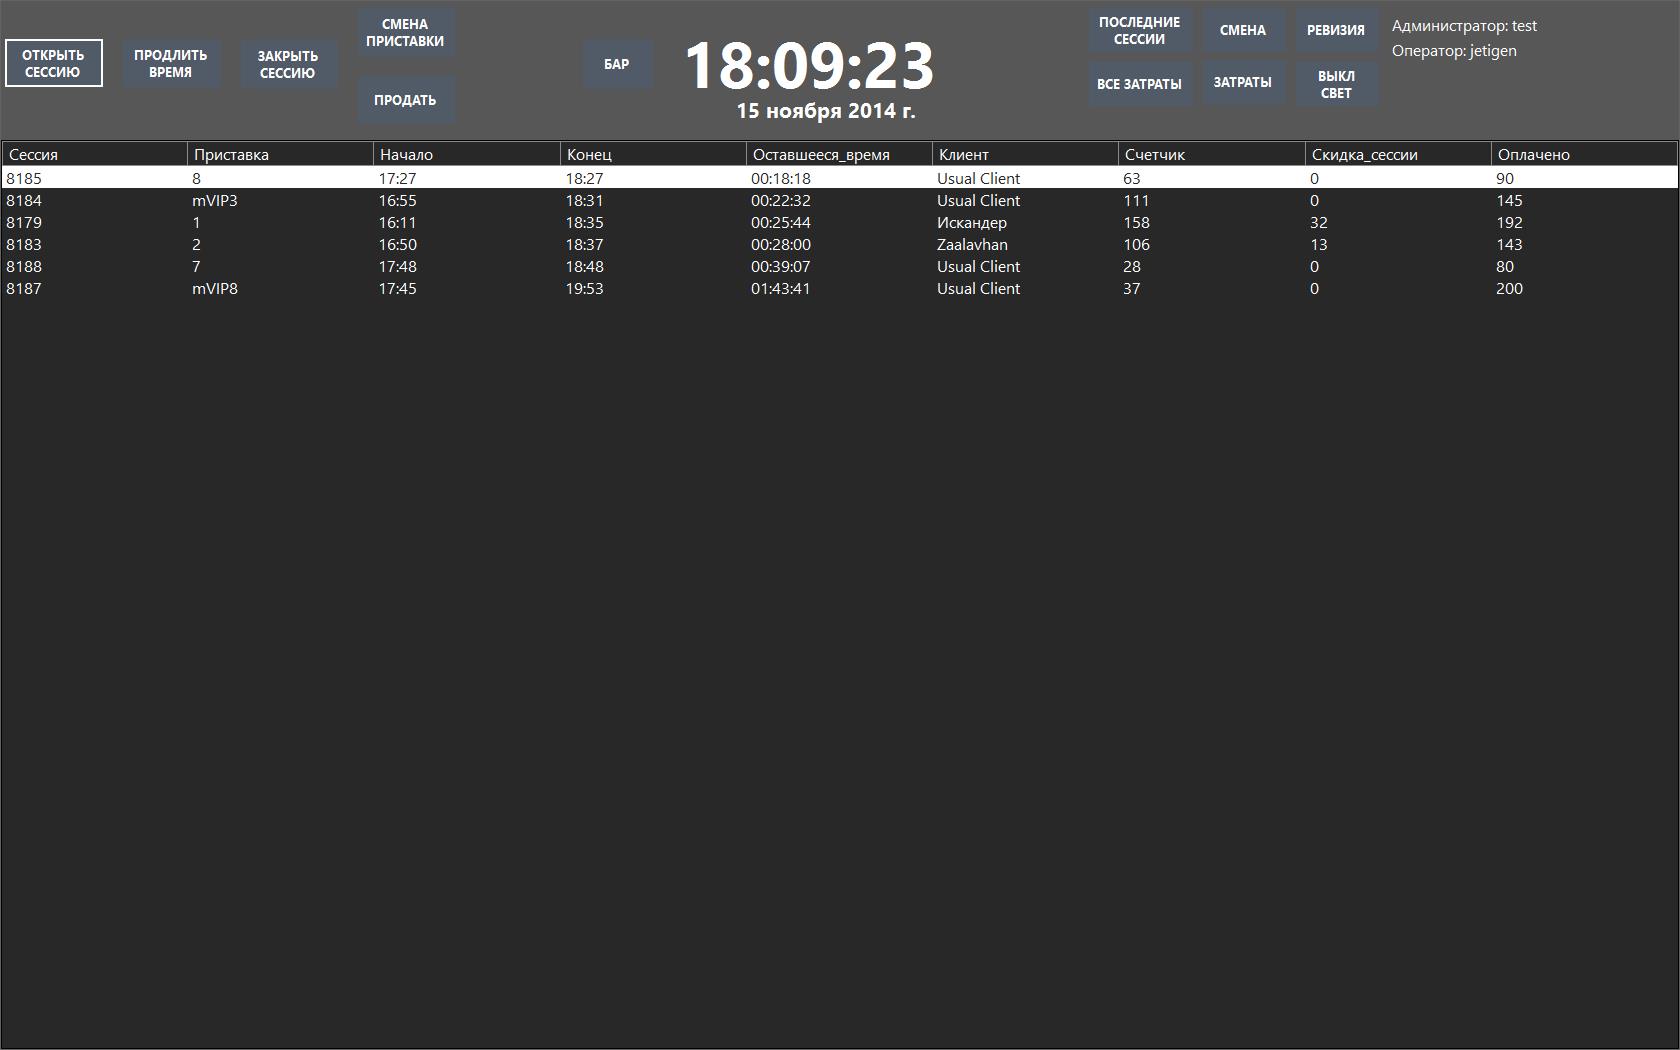 ОТКРЫТЬ
СЕССИЮ
ПРОДЛИТЬ
ВРЕМЯ
ЗАКРЫТЬ
СЕССИЮ
СМЕНА
ПРИСТАВКИ
ПРОДАТЬ
БАР
18:09:23
15 ноября 2014 г.
ПОСЛЕДНИЕ
СЕССИИ
СМЕНА
РЕВИЗИЯ
ВСЕ ЗАТРАТЫ
ЗАТРАТЫ
ВЫКЛ
СВЕТ
Администратор: test
Оператор: jetigen
Сессия Приставка Начало Конец Оставшееся_время Клиент Счетчик Скидка_сессии Оплачено
8185 8 17:27 18:27 00:18:18 Usual Client 63 0 90
8184 mVIP3 16:55 18:31 00:22:32 Usual Client 111 0 145
8179 1 16:11 18:35 00:25:44 Искандер 158 32 192
8183 2 16:50 18:37 00:28:00 Zaalavhan 106 13 143
8188 7 17:48 18:48 00:39:07 Usual Client 28 0 80
8187 mVIP8 17:45 19:53 01:43:41 Usual Client 37 0 200